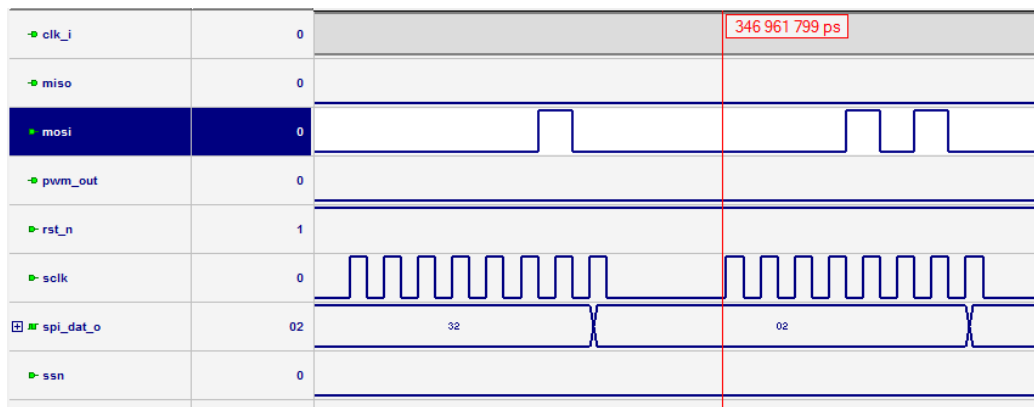 clk_i 0 346 961 799 ps
miso 0
mosi 0
pwm_out 0
rst_n 1
sclk 0
spi_dat_o 02 32 02
ssn 0